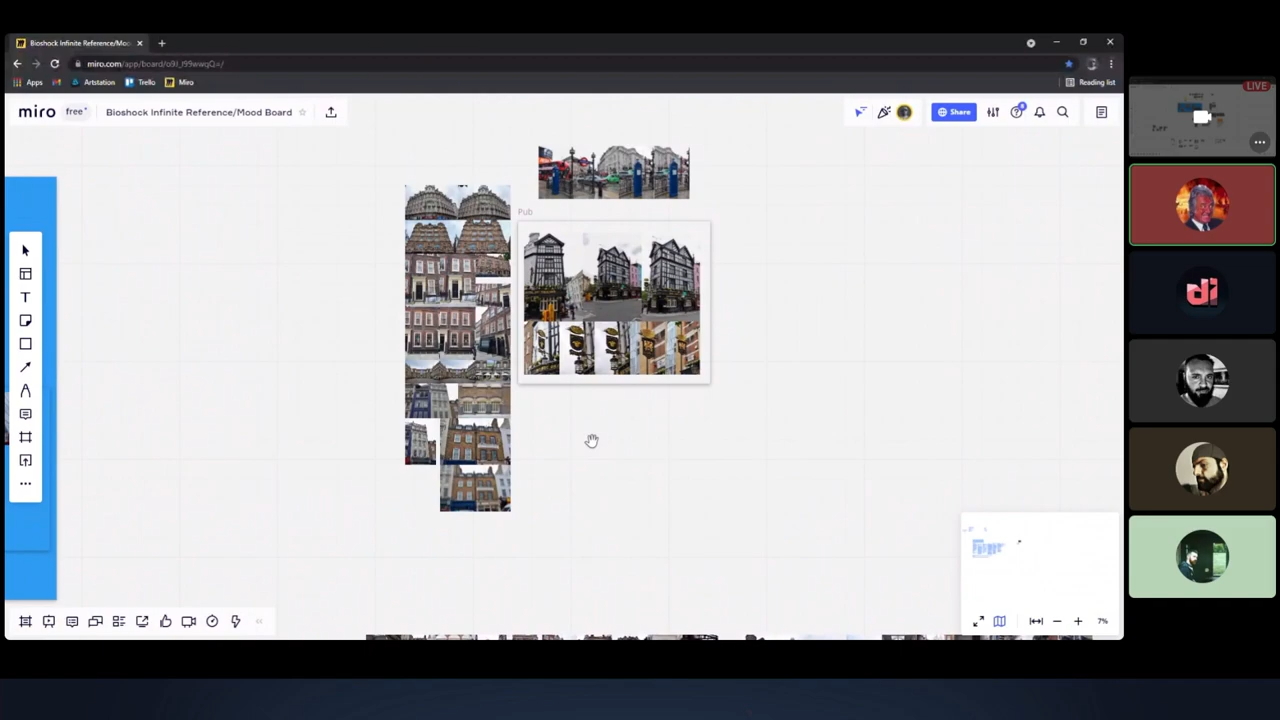 Bioshock Infinite Reference/Moo
miro.com/app/board/
Apps
Artstation
Trello
Miro
Reading list
LIVE
miro
free
Bioshock Infinite Reference/Mood Board
Share
Pub
di
7%